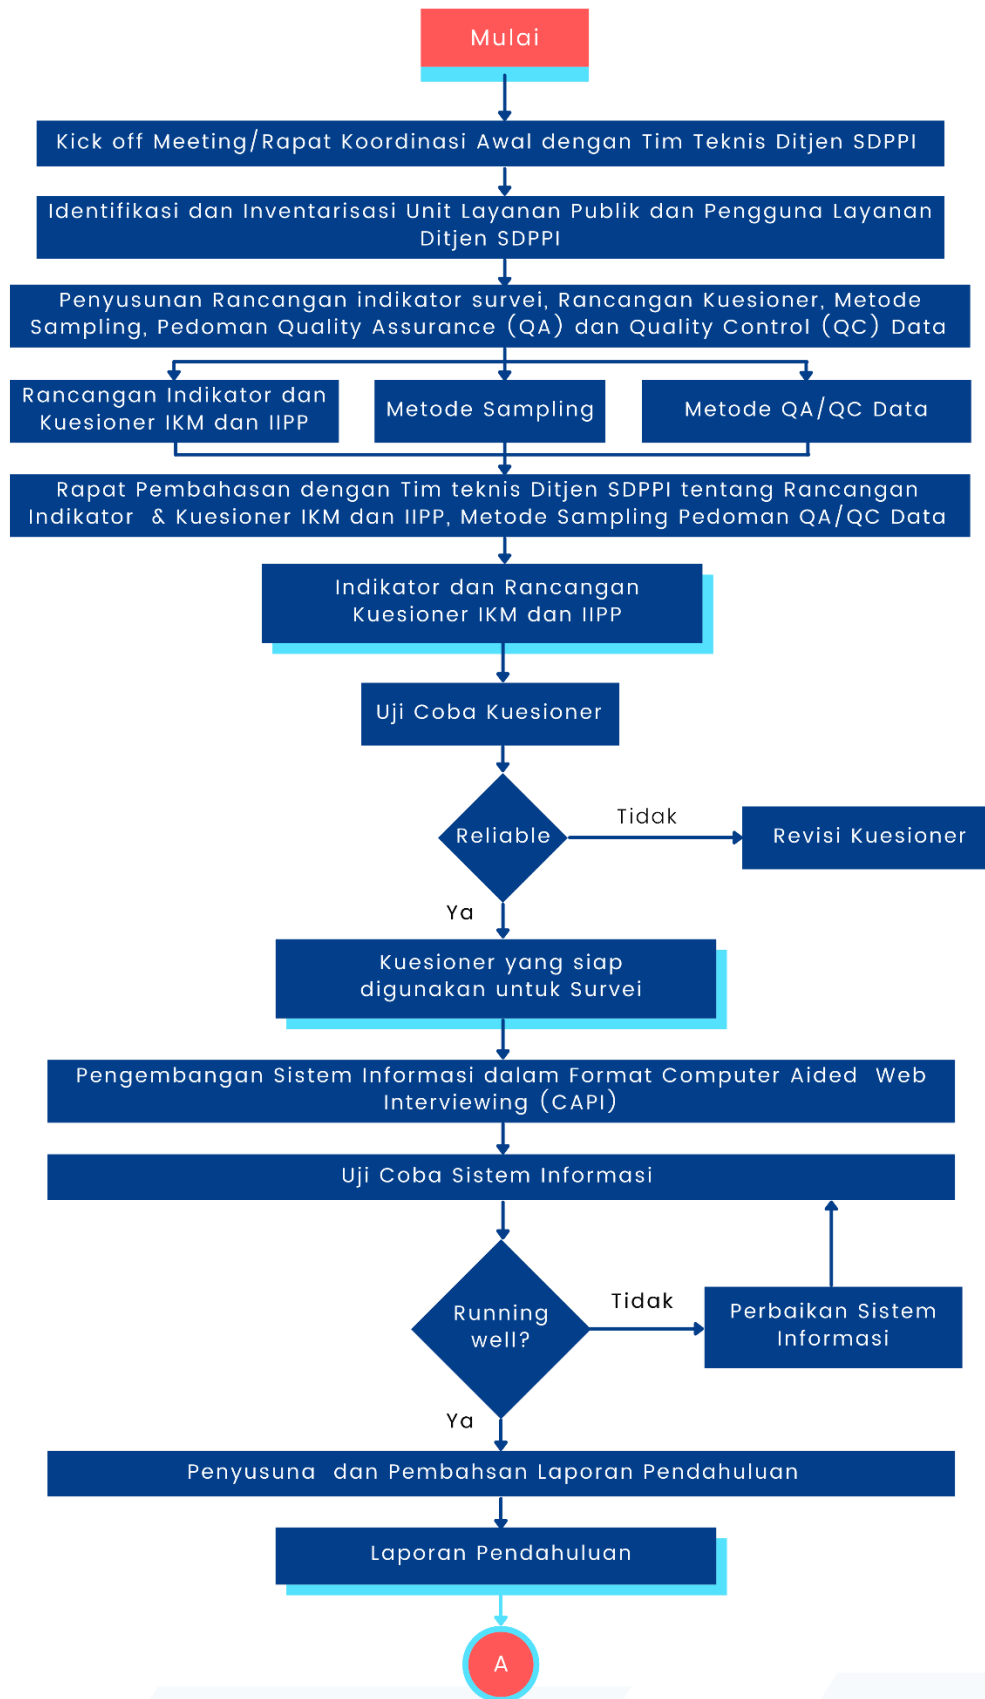 Mulai
Kick off Meeting/Rapat Koordinasi Awal dengan Tim Teknis Ditjen SDPPI
Identifikasi dan Inventarisasi Unit Layanan Publik dan Pengguna Layanan
Ditjen SDPPI
Penyusunan Rancangan indikator survei, Rancangan Kuesioner, Metode
Sampling, Pedoman Quality Assurance (QA) dan Quality Control (QC) Data
Rancangan Indikator dan
Kuesioner IKM dan IIPP
Metode Sampling
Metode QA/QC Data
Rapat Pembahasan dengan Tim teknis Ditjen SDPPI tentang Rancangan
Indikator & Kuesioner IKM dan IIPP, Metode Sampling Pedoman QA/QC Data
Indikator dan Rancangan
Kuesioner IKM dan IIPP
Uji Coba Kuesioner
Reliable
Tidak
Revisi Kuesioner
Ya
Kuesioner yang siap
digunakan untuk Survei
Pengembangan Sistem Informasi dalam Format Computer Aided Web
Interviewing (CAPI)
Uji Coba Sistem Informasi
Running
well?
Tidak
Perbaikan Sistem
Informasi
Ya
Penyusuna dan Pembahsan Laporan Pendahuluan
Laporan Pendahuluan
A